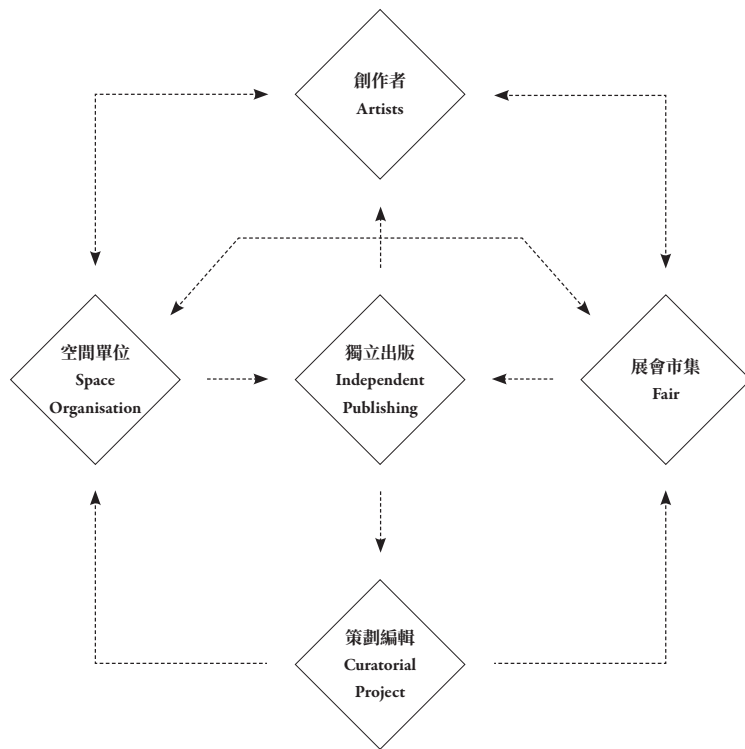 創作者
Artists
空間單位
Space
Organisation
獨立出版
Independent
Publishing
展會市集
Fair
策劃編輯
Curatorial
Project